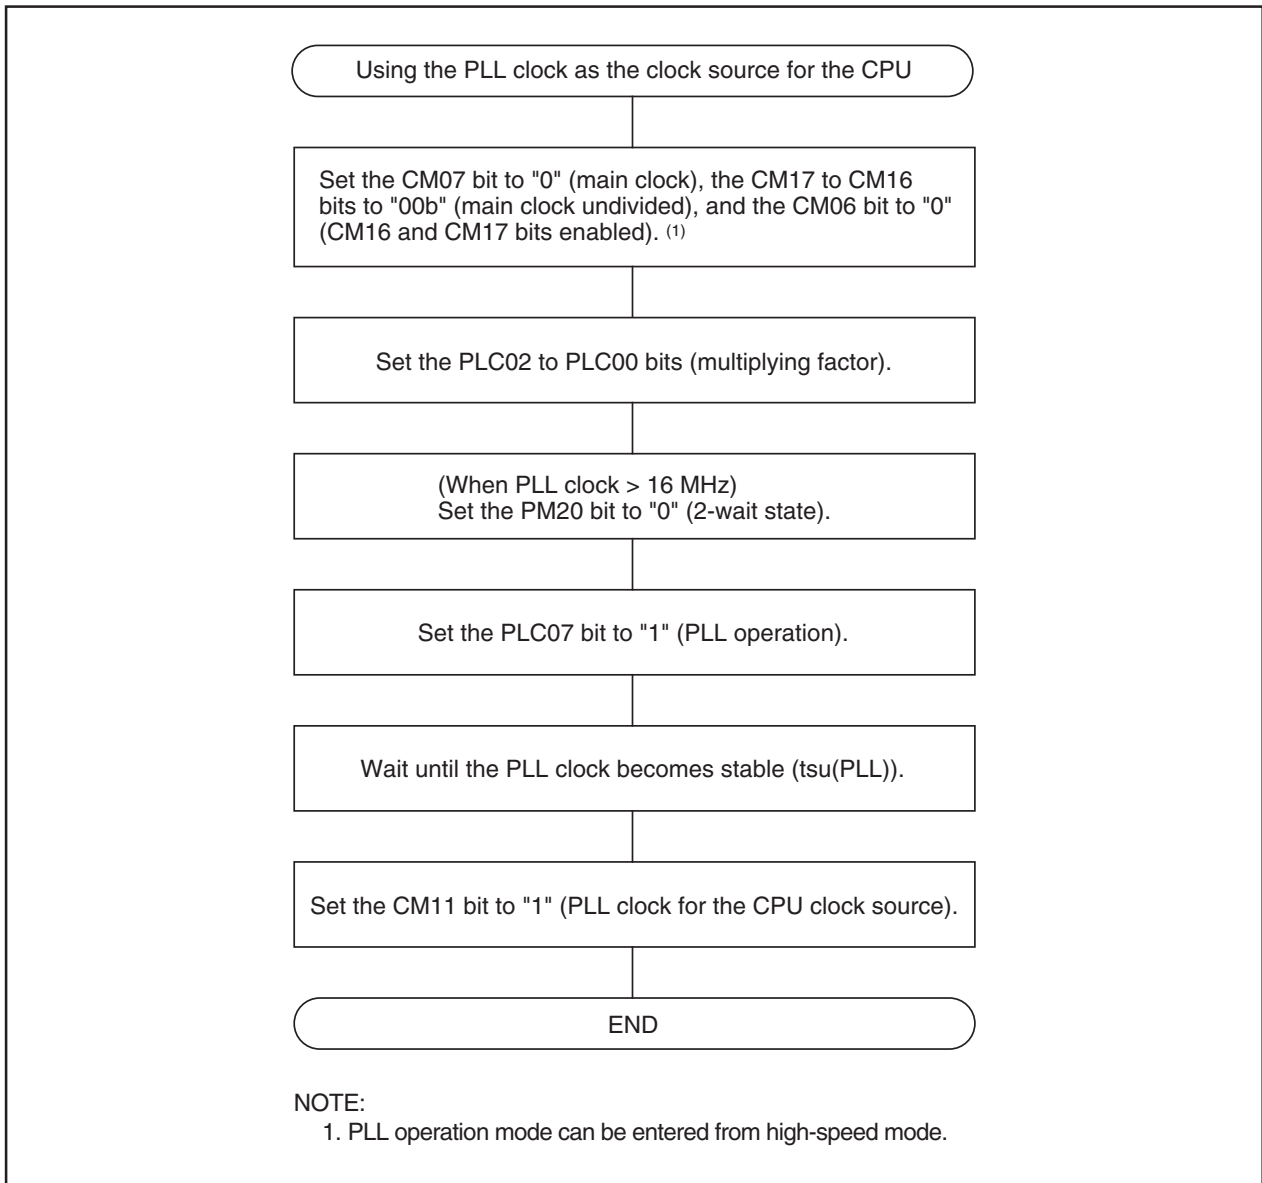 Using the PLL clock as the clock source for the CPU
Set the CM07 bit to "0" (main clock), the CM17 to CM16
bits to "00b" (main clock undivided), and the CM06 bit to "0"
(CM16 and CM17 bits enabled). (1)
Set the PLC02 to PLC00 bits (multiplying factor).
(When PLL clock > 16 MHz)
Set the PM20 bit to "0" (2-wait state).
Set the PLC07 bit to "1" (PLL operation).
Wait until the PLL clock becomes stable (tsu(PLL)).
Set the CM11 bit to "1" (PLL clock for the CPU clock source).
END
NOTE:
1. PLL operation mode can be entered from high-speed mode.